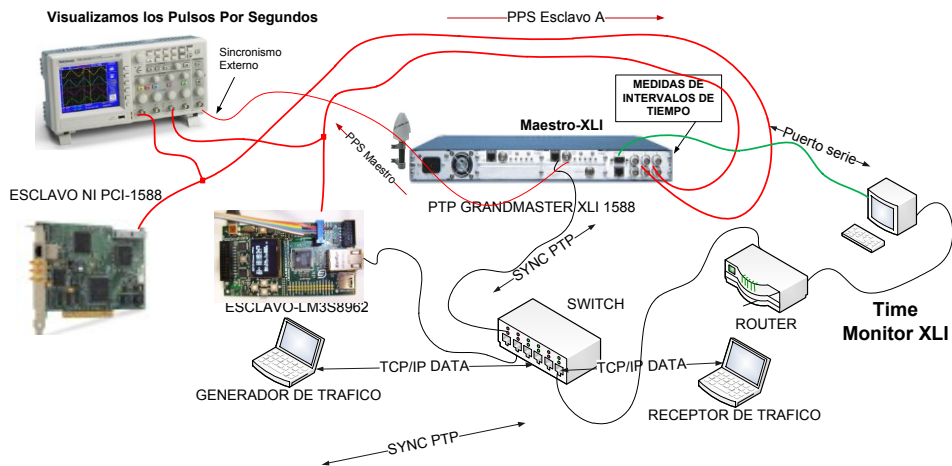 Visualizamos los Pulsos Por Segundos
PPS Esclavo A
Sincronismo
Externo
MEDIDAS DE
INTERVALOS DE
TIEMPO
Maestro-XLI
PPS Maestro
Puerto serie
ESCLAVO NI PCI-1588
PTP GRANDMASTER XLI 1588
SYNC PTP
SWITCH
ROUTER
Time
Monitor XLI
ESCLAVO-LM3S8962
TCP/IP DATA
TCP/IP DATA
GENERADOR DE TRAFICO
RECEPTOR DE TRAFICO
SYNC PTP